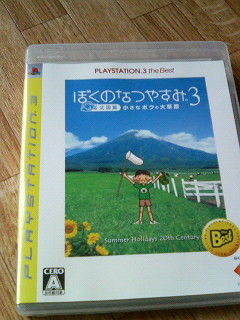 PLAYSTATION.3 the Best
ぼくのなつやすみ3
北国篇 小さなボクの大草原
PLAYSTATION 3
Summer Holidays 20th Century
the Best
CERO
A